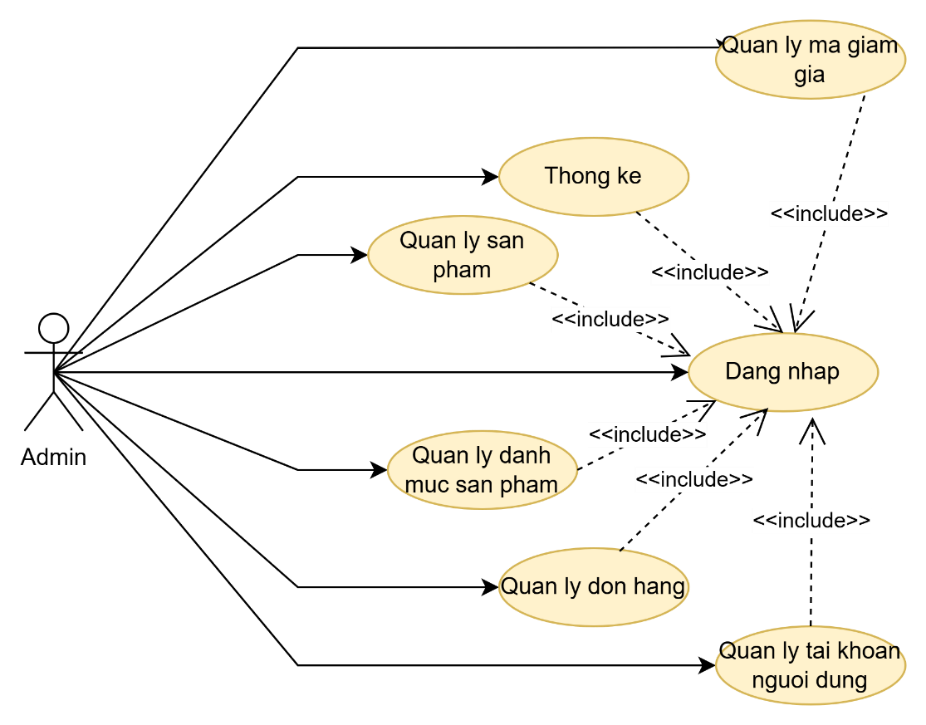 Quan ly ma giam
gia
Thong ke
<<include>>
Quan ly san
pham
<<include>>
<<include>>
Dang nhap
Admin
<<include>>
Quan ly danh
muc san pham
<<include>>
<<include>>
Quan ly don hang
Quan ly tai khoan
nguoi dung